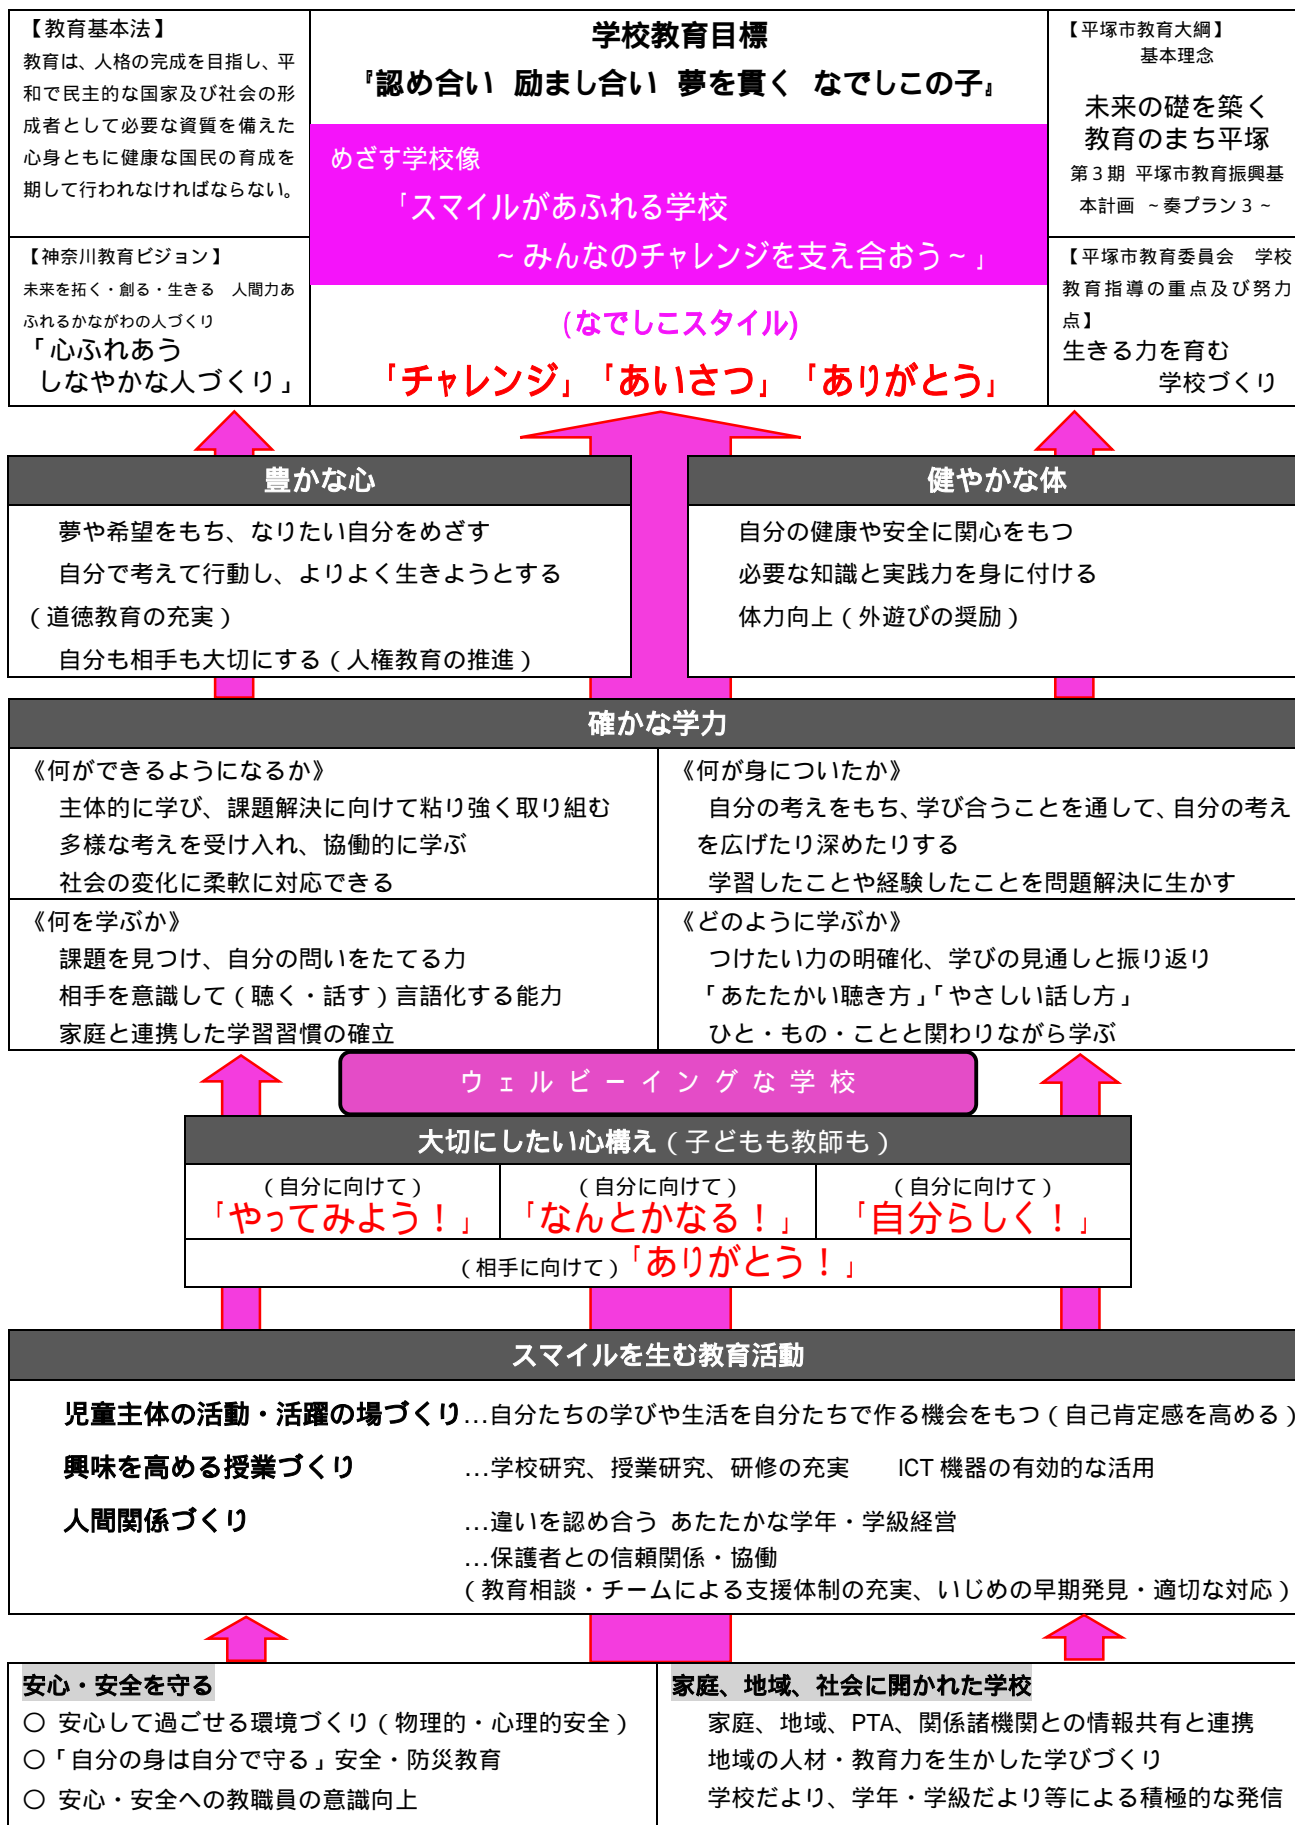 【教育基本法】
教育は、人格の完成を目指し、平
和で民主的な国家及び社会の形
成者として必要な資質を備えた
心身ともに健康な国民の育成を
期して行われなければならない。
【神奈川教育ビジョン】
未来を拓く・創る・生きる　人間力あ
ふれるかながわの人づくり
「心ふれあう
しなやかな人づくり」
学校教育目標
『認め合い 励まし合い 夢を貫く なでしこの子』
めざす学校像
「スマイルがあふれる学校
～みんなのチャレンジを支え合おう～」
(なでしこスタイル)
「チャレンジ」「あいさつ」「ありがとう」
【平塚市教育大綱】
基本理念
未来の礎を築く
教育のまち平塚
第３期 平塚市教育振興基
本計画 ～奏プラン３～
【平塚市教育委員会　学校
教育指導の重点及び努力
点】
生きる力を育む
学校づくり
豊かな心
夢や希望をもち、なりたい自分をめざす
自分で考えて行動し、よりよく生きようとする
（道徳教育の充実）
自分も相手も大切にする（人権教育の推進）
健やかな体
自分の健康や安全に関心をもつ
必要な知識と実践力を身に付ける
体力向上（外遊びの奨励）
確かな学力
《何ができるようになるか》
主体的に学び、課題解決に向けて粘り強く取り組む
多様な考えを受け入れ、協働的に学ぶ
社会の変化に柔軟に対応できる
《何が身についたか》
自分の考えをもち、学び合うことを通して、自分の考え
を広げたり深めたりする
学習したことや経験したことを問題解決に生かす
《何を学ぶか》
課題を見つけ、自分の問いをたてる力
相手を意識して（聴く・話す）言語化する能力
家庭と連携した学習習慣の確立
《どのように学ぶか》
つけたい力の明確化、学びの見通しと振り返り
「あたたかい聴き方」「やさしい話し方」
ひと・もの・ことと関わりながら学ぶ
ウェルビーイングな学校
大切にしたい心構え（子どもも教師も）
（自分に向けて）
「やってみよう！」
（自分に向けて）
「なんとかなる！」
（自分に向けて）
「自分らしく！」
（相手に向けて）「ありがとう！」
スマイルを生む教育活動
児童主体の活動・活躍の場づくり…自分たちの学びや生活を自分たちで作る機会をもつ（自己肯定感を高める）
興味を高める授業づくり　…学校研究、授業研究、研修の充実　ICT 機器の有効的な活用
人間関係づくり　…違いを認め合う あたたかな学年・学級経営
…保護者との信頼関係・協働
（教育相談・チームによる支援体制の充実、いじめの早期発見・適切な対応）
安心・安全を守る
○ 安心して過ごせる環境づくり（物理的・心理的安全）
○「自分の身は自分で守る」安全・防災教育
○ 安心・安全への教職員の意識向上
家庭、地域、社会に開かれた学校
家庭、地域、PTA、関係諸機関との情報共有と連携
地域の人材・教育力を生かした学びづくり
学校だより、学年・学級だより等による積極的な発信